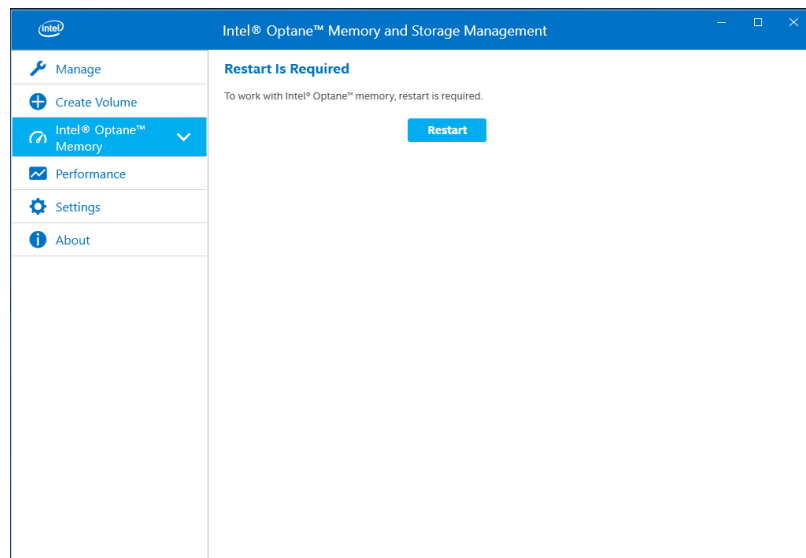 intel
Intel® Optane™ Memory and Storage Management
Manage
Create Volume
Intel® Optane™
Memory
Performance
Settings
About
Restart Is Required
To work with Intel® Optane™ memory, restart is required.
Restart